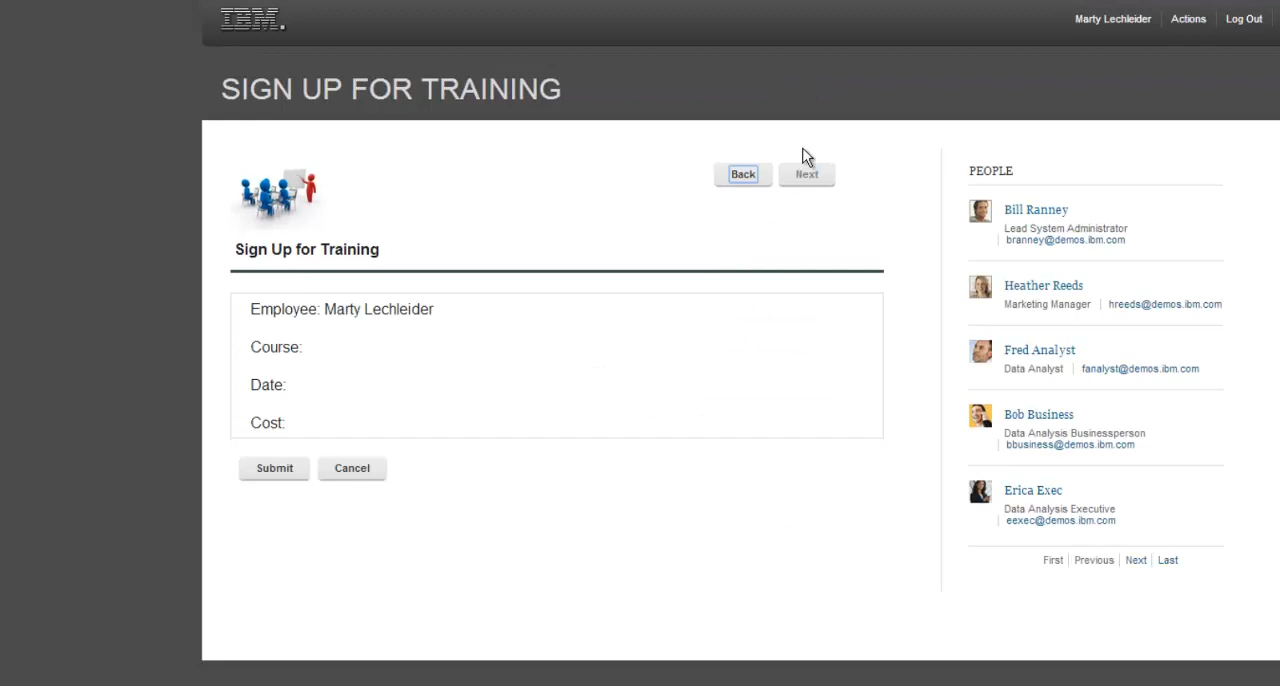 IBM.
Marty Lechleider Actions Log Out
SIGN UP FOR TRAINING
Back Next
Sign Up for Training
Employee: Marty Lechleider
Course:
Date:
Cost:
Submit Cancel
PEOPLE
Bill Ranney
Lead System Administrator
branney@demos.ibm.com
Heather Reeds
Marketing Manager hreeds@demos.ibm.com
Fred Analyst
Data Analyst fanalyst@demos.ibm.com
Bob Business
Data Analysis Businessperson
bbusiness@demos.ibm.com
Erica Exec
Data Analysis Executive
eexec@demos.ibm.com
First Previous Next Last